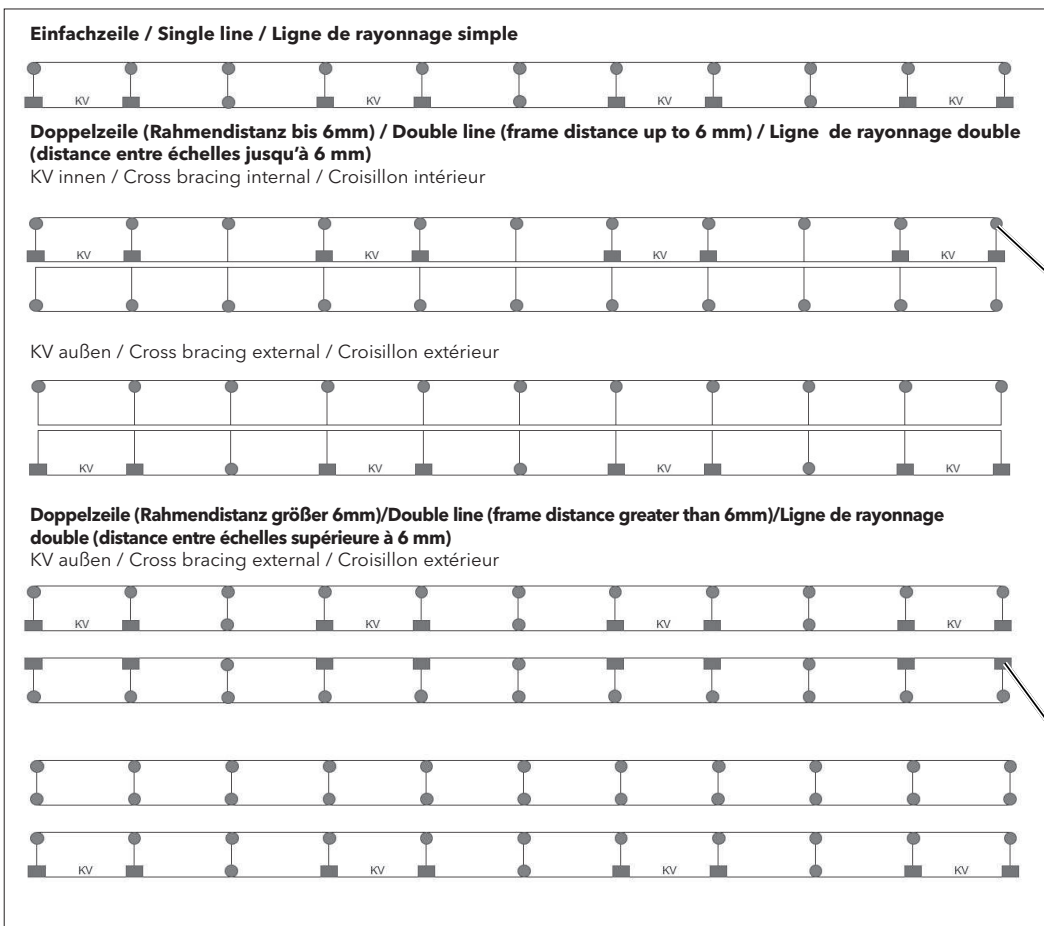 Einfachzeile / Single line / Ligne de rayonnage simple
KV KV KV KV
Doppelzeile (Rahmendistanz bis 6mm) / Double line (frame distance up to 6 mm) / Ligne de rayonnage double
(distance entre échelles jusqu'à 6 mm)
KV innen / Cross bracing internal / Croisillon intérieur
KV KV KV KV
KV außen / Cross bracing external / Croisillon extérieur
KV KV KV KV
Doppelzeile (Rahmendistanz größer 6mm)/Double line (frame distance greater than 6mm)/Ligne de rayonnage
double (distance entre échelles supérieure à 6 mm)
KV außen / Cross bracing external / Croisillon extérieur
KV KV KV KV
KV KV KV KV